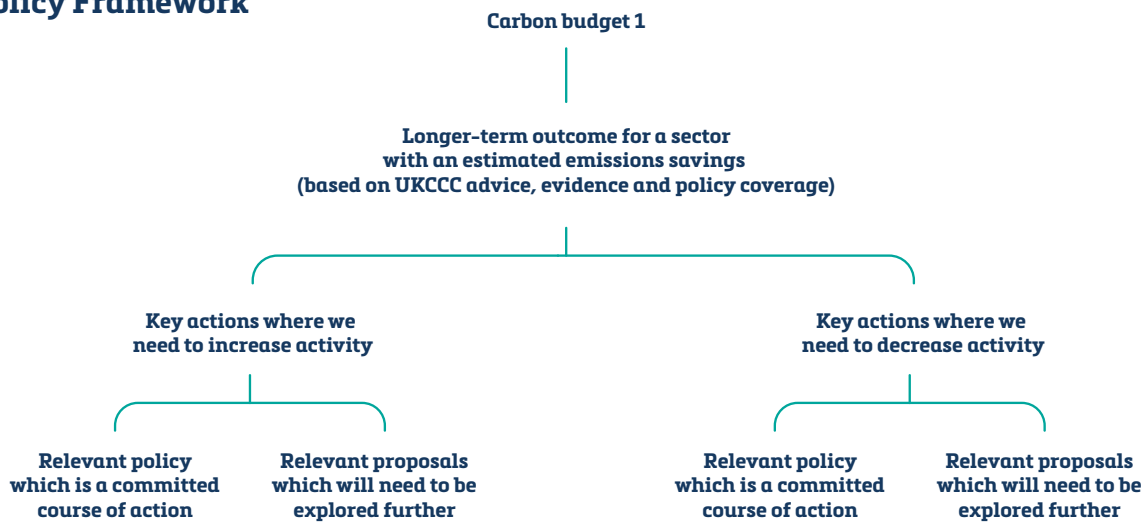 Policy Framework
Carbon budget 1
Longer-term outcome for a sector
with an estimated emissions savings
(based on UKCCC advice, evidence and policy coverage)
Key actions where we
need to increase activity
Key actions where we
need to decrease activity
Relevant policy
which is a committed
course of action
Relevant proposals
which will need to be
explored further
Relevant policy
which is a committed
course of action
Relevant proposals
which will need to be
explored further